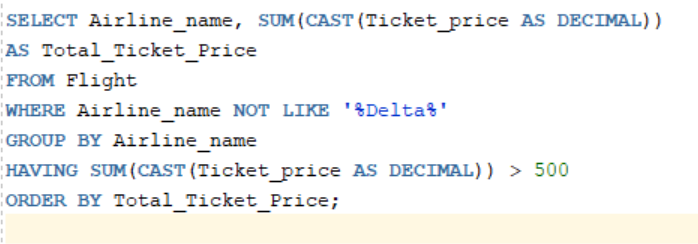 SELECT Airline_name, SUM(CAST(Ticket_price AS DECIMAL))
AS Total_Ticket_Price
FROM Flight
WHERE Airline_name NOT LIKE '%Delta%'
GROUP BY Airline_name
HAVING SUM(CAST(Ticket_price AS DECIMAL)) > 500
ORDER BY Total_Ticket_Price;